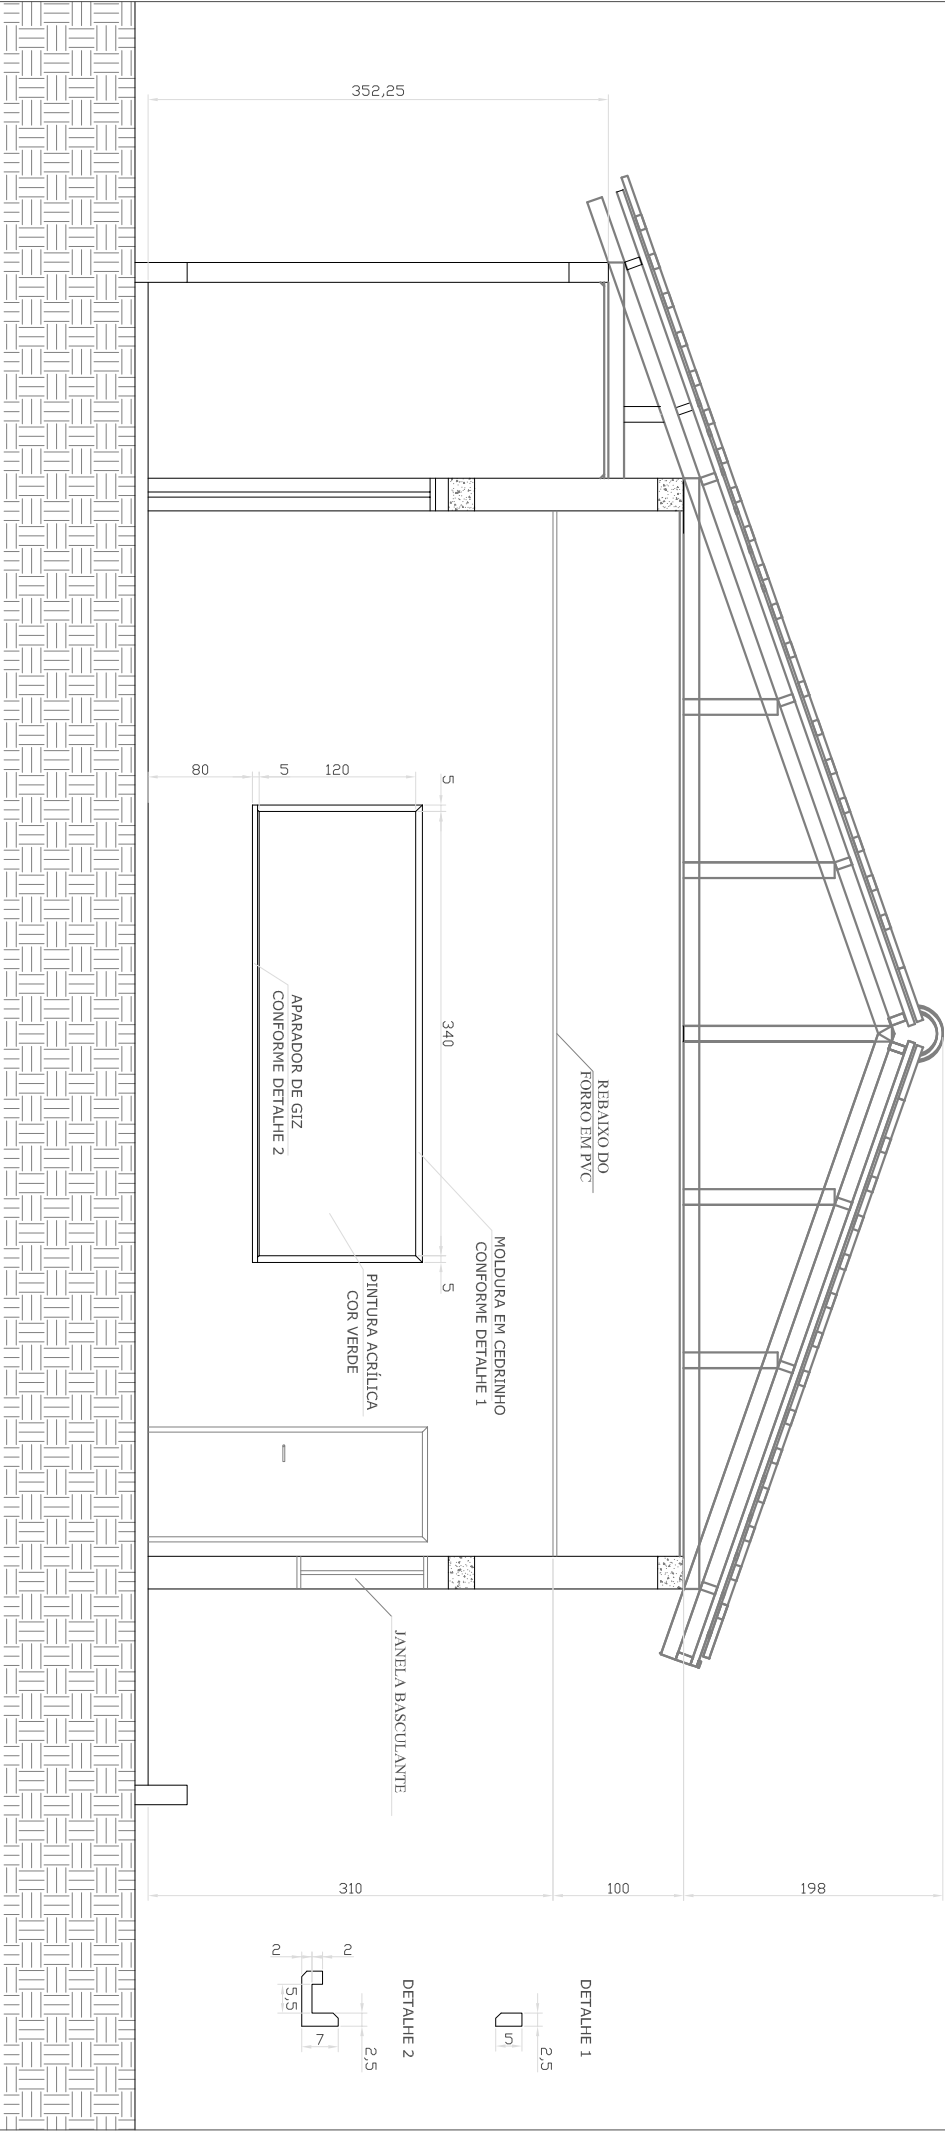 352,25
80
5
120
5
340
5
APARADOR DE GIZ
CONFORME DETALHE 2
REBAIXO DO
FORRO EM PVC
MOLDURA EM CEDRINHO
CONFORME DETALHE 1
PINTURA ACRÍLICA
COR VERDE
JANELA BASCULANTE
310
100
198
DETALHE 1
5
2,5
DETALHE 2
2
2
5,5
7
2,5